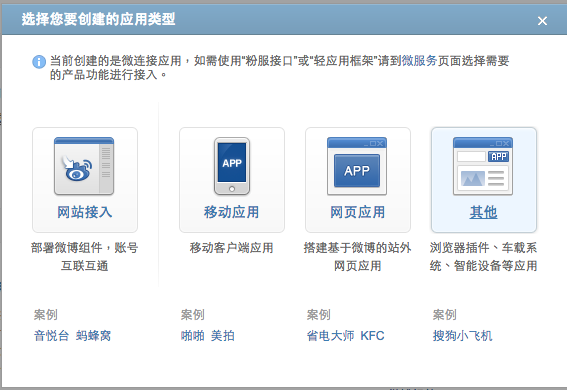 选择您要创建的应用类型
当前创建的是微连接应用，如需使用“粉服接口”或“轻应用框架”请到微服务页面选择需要
的产品功能进行接入。
APP
APP
APP
网站接入
移动应用
网页应用
其他
部署微博组件，账号
互联互通
移动客户端应用
搭建基于微博的站外
网页应用
浏览器插件、车载系
统、智能设备等应用
案例
案例
案例
案例
音悦台 蚂蜂窝
啪啪 美拍
省电大师 KFC
搜狗小飞机